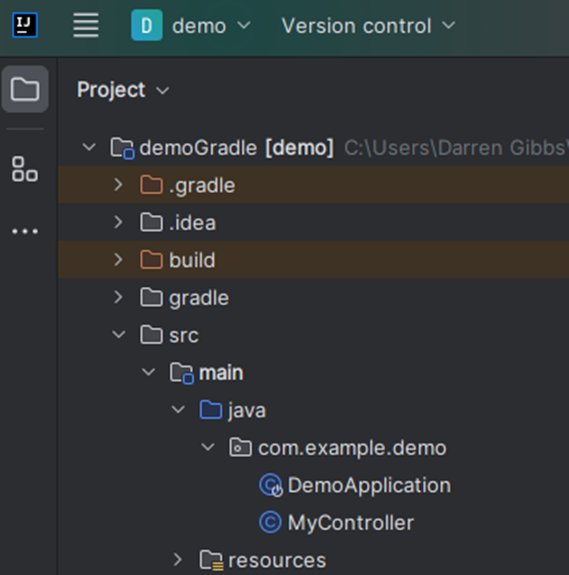 IJ D demo Version control
Project
demoGradle [demo] C:\Users\Darren Gibbs\
.gradle
.idea
build
gradle
src
main
java
com.example.demo
DemoApplication
MyController
resources